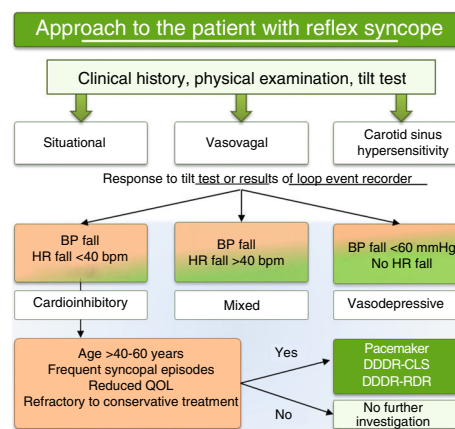 Approach to the patient with reflex syncope
Clinical history, physical examination, tilt test
Situational
Vasovagal
Carotid sinus
hypersensitivity
Response to tilt test or results of loop event recorder
BP fall
HR fall <40 bpm
BP fall
HR fall >40 bpm
BP fall <60 mmHg
No HR fall
Cardioinhibitory
Mixed
Vasodepressive
Age >40-60 years
Frequent syncopal episodes
Reduced QOL
Refractory to conservative treatment
Yes
No
Pacemaker
DDDR-CLS
DDDR-RDR
No further
investigation